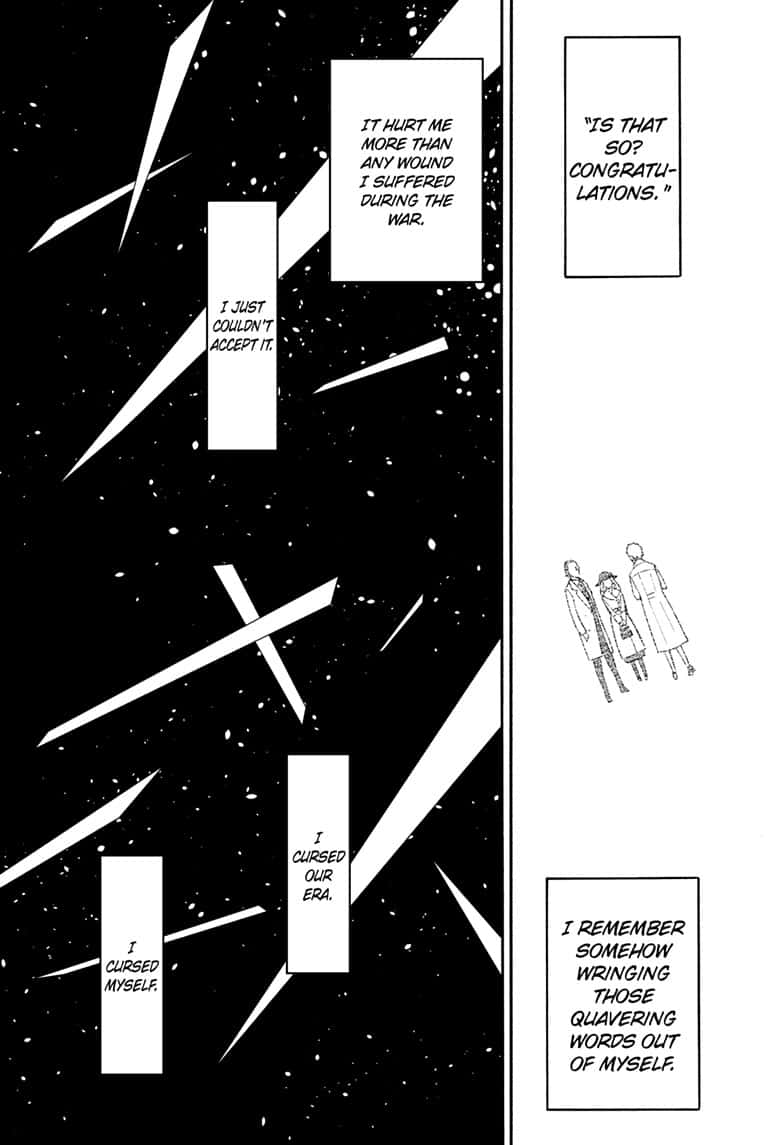 "IS THAT
SO?
CONGRATU-
LATIONS."
I REMEMBER
SOMEHOW
WRINGING
THOSE
QUAVERING
WORDS OUT
OF MYSELF.
IT HURT ME
MORE THAN
ANY WOUND
I SUFFERED
DURING THE
WAR.
I JUST
COULDN'T
ACCEPT IT.
I
CURSED
OUR
ERA.
I
CURSED
MYSELF.